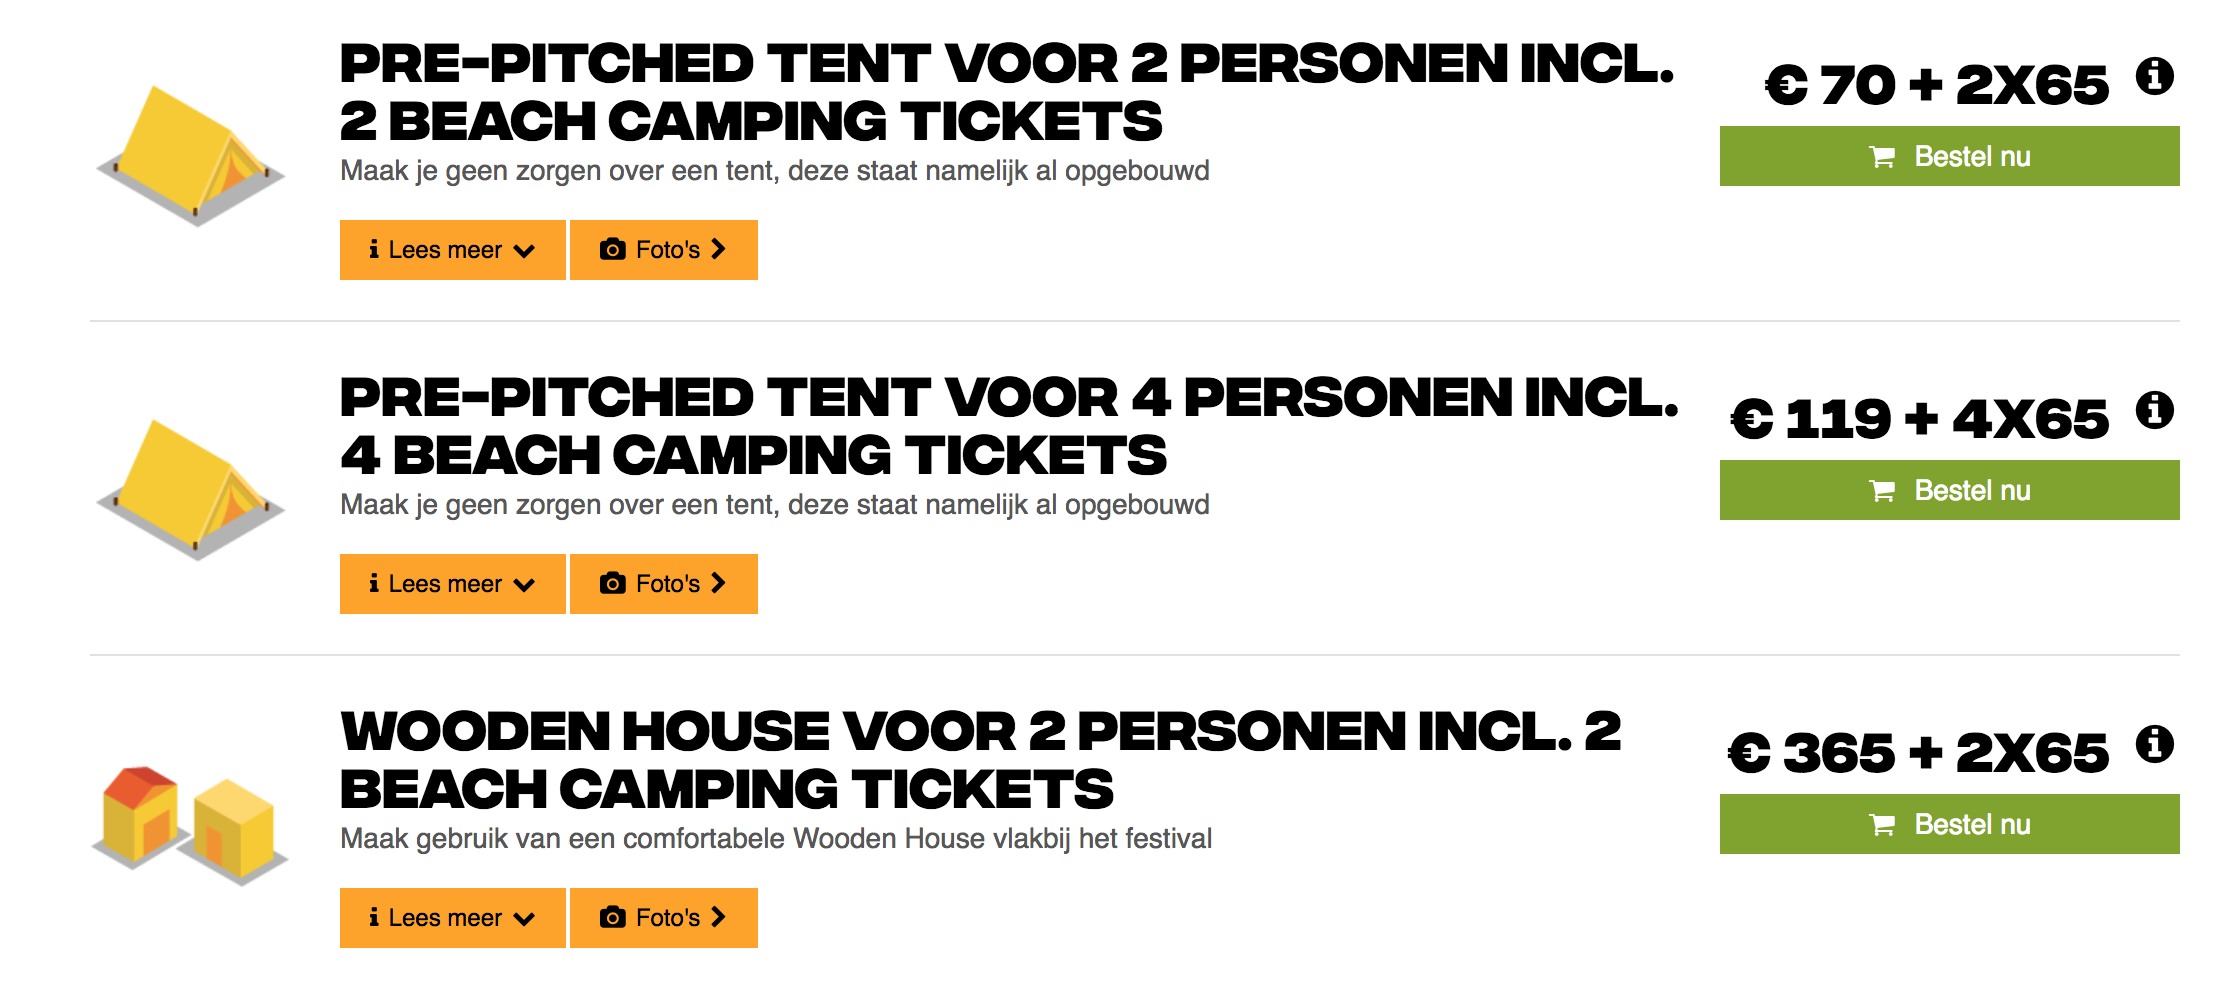 PRE-PITCHED TENT VOOR 2 PERSONEN INCL.
2 BEACH CAMPING TICKETS
Maak je geen zorgen over een tent, deze staat namelijk al opgebouwd
Lees meer
Foto's
€ 70 + 2X65
Bestel nu
PRE-PITCHED TENT VOOR 4 PERSONEN INCL.
4 BEACH CAMPING TICKETS
Maak je geen zorgen over een tent, deze staat namelijk al opgebouwd
Lees meer
Foto's
€ 119 + 4X65
Bestel nu
WOODEN HOUSE VOOR 2 PERSONEN INCL. 2
BEACH CAMPING TICKETS
Maak gebruik van een comfortabele Wooden House vlakbij het festival
Lees meer
Foto's
€ 365 + 2X65
Bestel nu